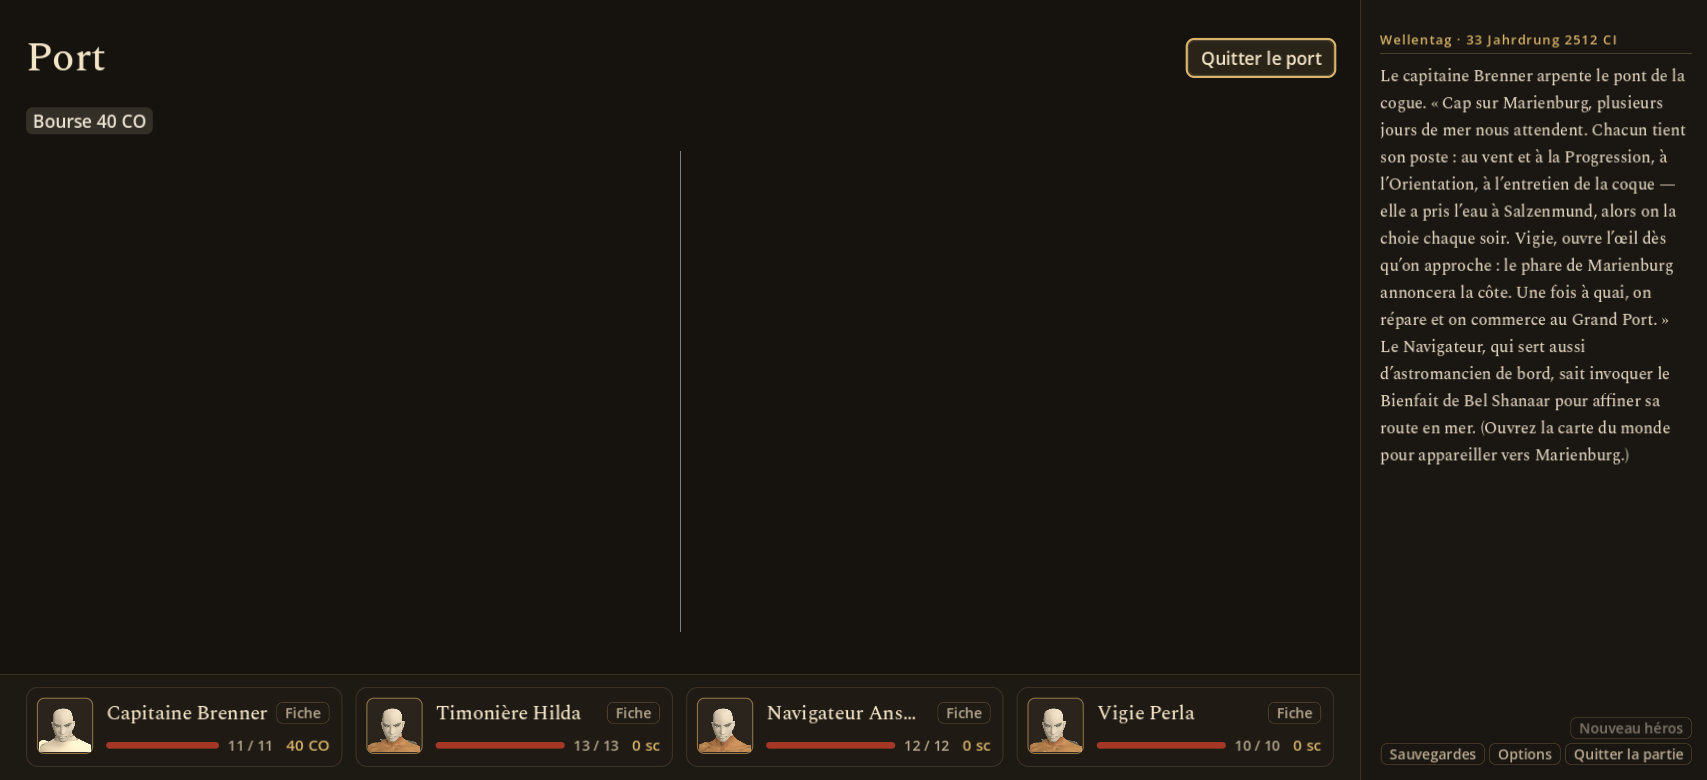 Port
Quitter le port
Bourse 40 CO
Wellentag · 33 Jahrdrung 2512 CI
Le capitaine Brenner arpente le pont de la
cogue. « Cap sur Marienburg, plusieurs
jours de mer nous attendent. Chacun tient
son poste : au vent et à la Progression, à
l’Orientation, à l’entretien de la coque —
elle a pris l’eau à Salzenmund, alors on la
choie chaque soir. Vigie, ouvre l’œil dès
qu’on approche : le phare de Marienburg
annoncera la côte. Une fois à quai, on
répare et on commerce au Grand Port. »
Le Navigateur, qui sert aussi
d’astromancien de bord, sait invoquer le
Bienfait de Bel Shanaar pour affiner sa
route en mer. (Ouvrez la carte du monde
pour appareiller vers Marienburg.)
Capitaine Brenner Fiche
11 / 11 40 CO
Timonière Hilda Fiche
13 / 13 0 sc
Navigateur Ans... Fiche
12 / 12 0 sc
Vigie Perla Fiche
10 / 10 0 sc
Nouveau héros
Sauvegardes Options Quitter la partie